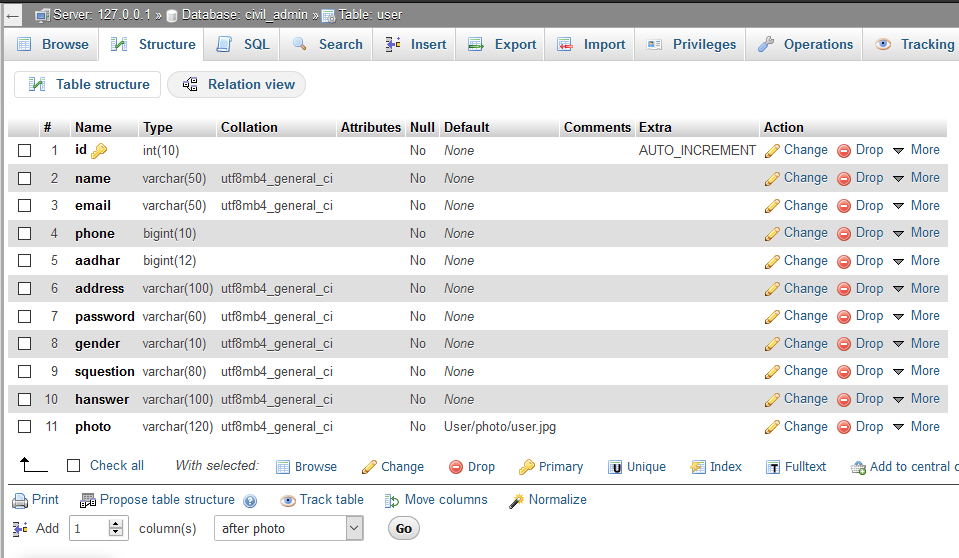 Server: 127.0.0.1 » Database: civil_admin » Table: user
Browse Structure SQL Search Insert Export Import Privileges Operations Tracking
Table structure Relation view
# Name Type Collation Attributes Null Default Comments Extra Action
1 id int(10) No None AUTO_INCREMENT Change Drop More
2 name varchar(50) utf8mb4_general_ci No None Change Drop More
3 email varchar(50) utf8mb4_general_ci No None Change Drop More
4 phone bigint(10) No None Change Drop More
5 aadhar bigint(12) No None Change Drop More
6 address varchar(100) utf8mb4_general_ci No None Change Drop More
7 password varchar(60) utf8mb4_general_ci No None Change Drop More
8 gender varchar(10) utf8mb4_general_ci No None Change Drop More
9 squestion varchar(80) utf8mb4_general_ci No None Change Drop More
10 hanswer varchar(100) utf8mb4_general_ci No None Change Drop More
11 photo varchar(120) utf8mb4_general_ci No User/photo/user.jpg Change Drop More
Check all With selected: Browse Change Drop Primary Unique Index Fulltext Add to central c
Print Propose table structure Track table Move columns Normalize
Add 1 column(s) after photo Go